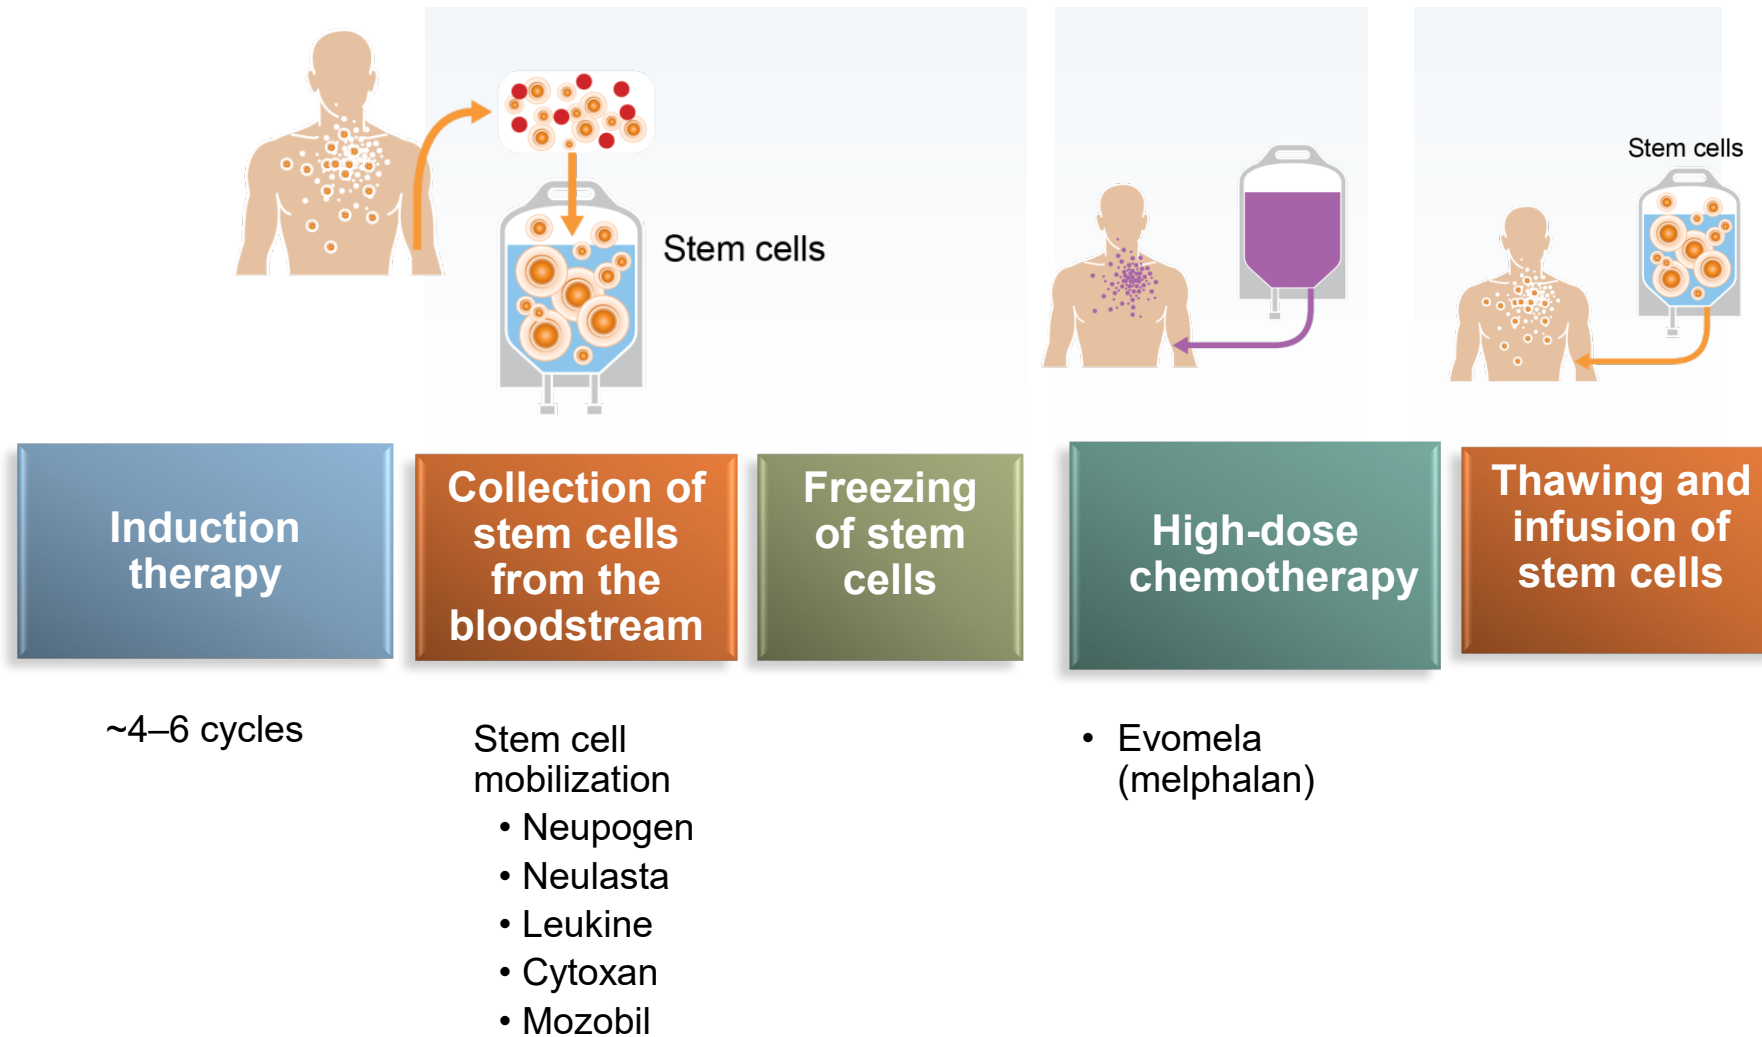 Stem cells
Stem cells
Induction
therapy
Collection of
stem cells
from the
bloodstream
Freezing
of stem
cells
High-dose
chemotherapy
Thawing and
infusion of
stem cells
~4–6 cycles
Stem cell
mobilization
• Neupogen
• Neulasta
• Leukine
• Cytoxan
• Mozobil
• Evomela
(melphalan)